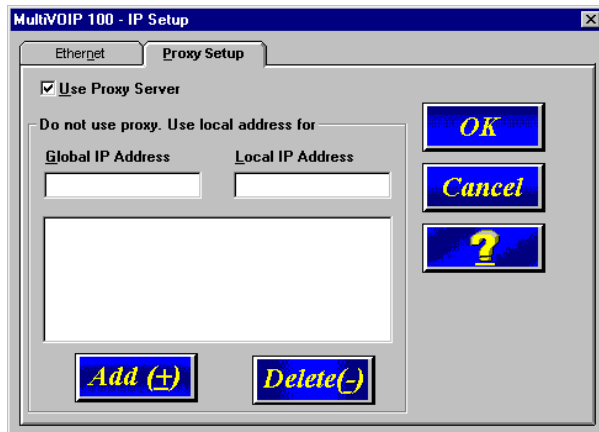 MultiVOIP 100 - IP Setup
Ethernet
Proxy Setup
Use Proxy Server
Do not use proxy. Use local address for
Global IP Address
Local IP Address
Add (+)
Delete(-)
OK
Cancel
?